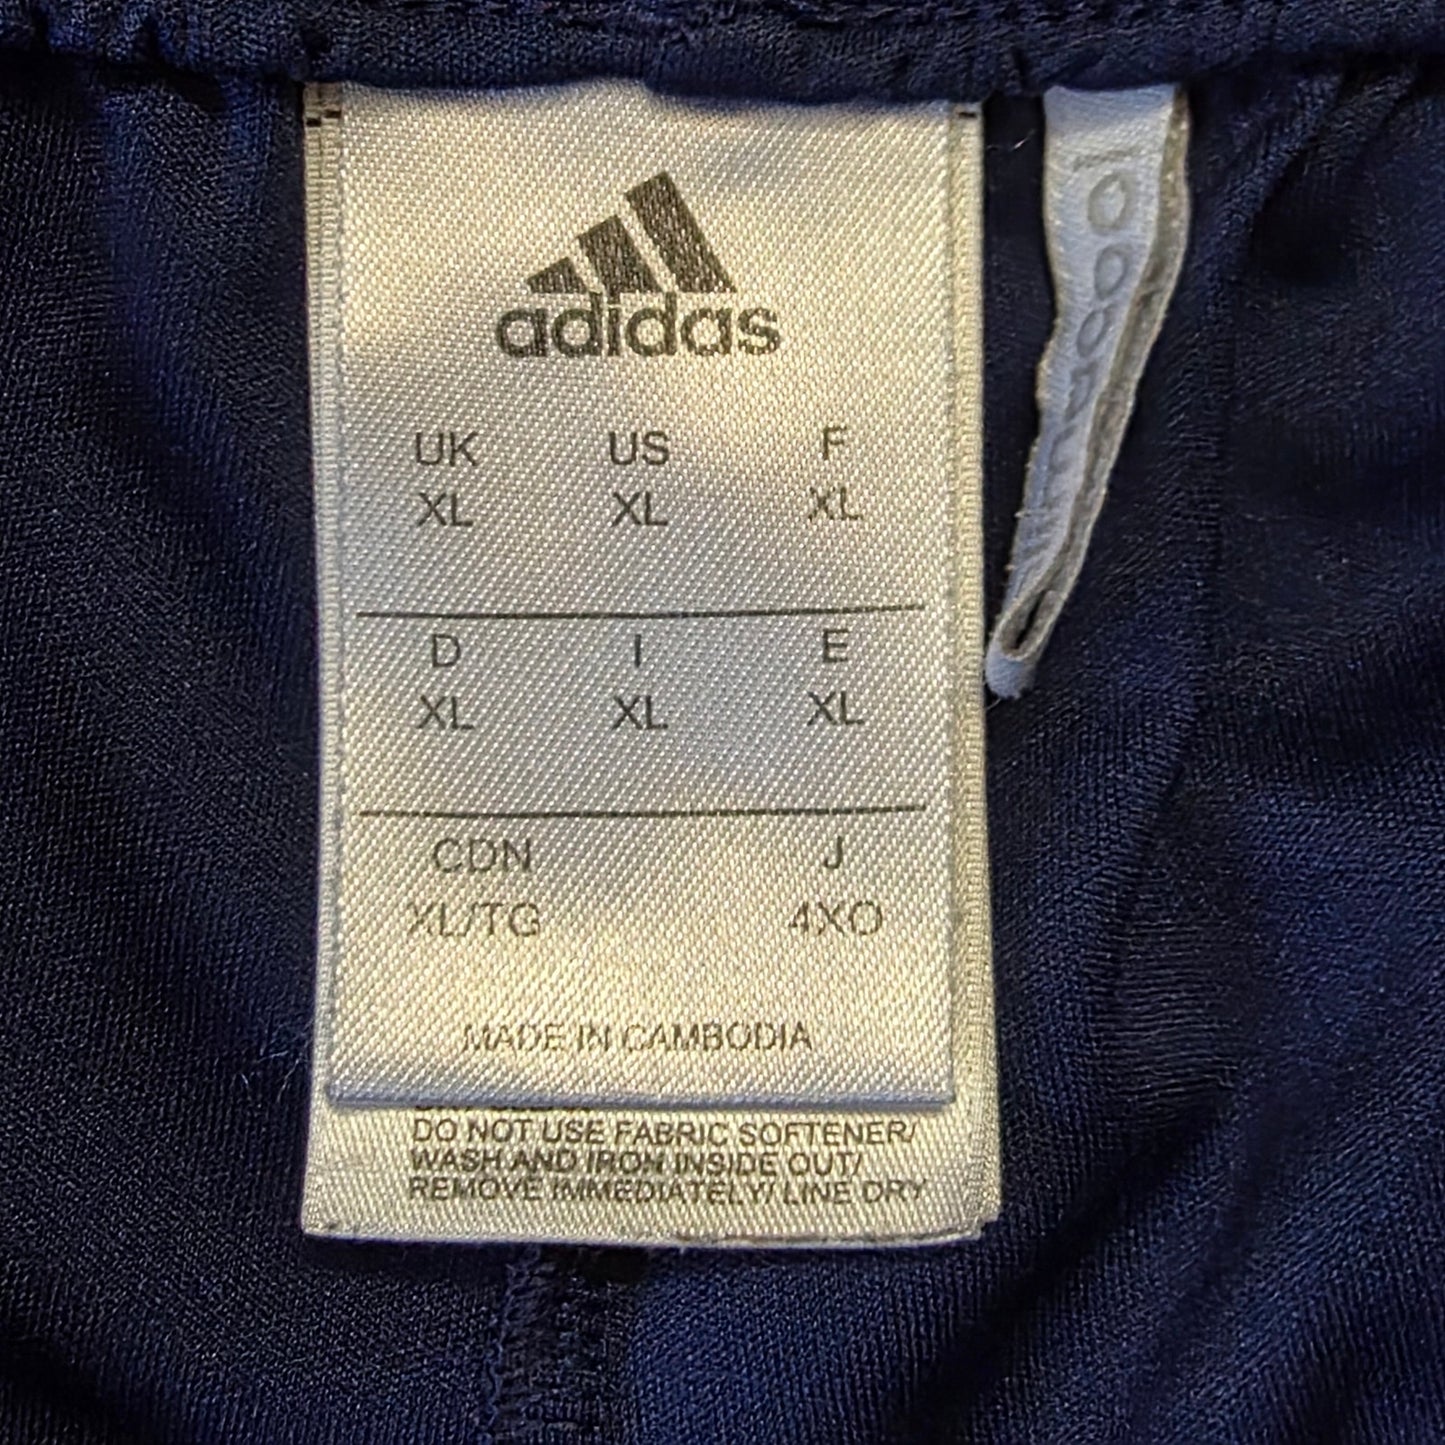 adidas
UK US F
XL XL XL
D I E
XL XL XL
CDN J
XL/TG 4XO
MADE IN CAMBODIA
DO NOT USE FABRIC SOFTENER/
WASH AND IRON INSIDE OUT/
REMOVE IMMEDIATELY/ LINE DRY